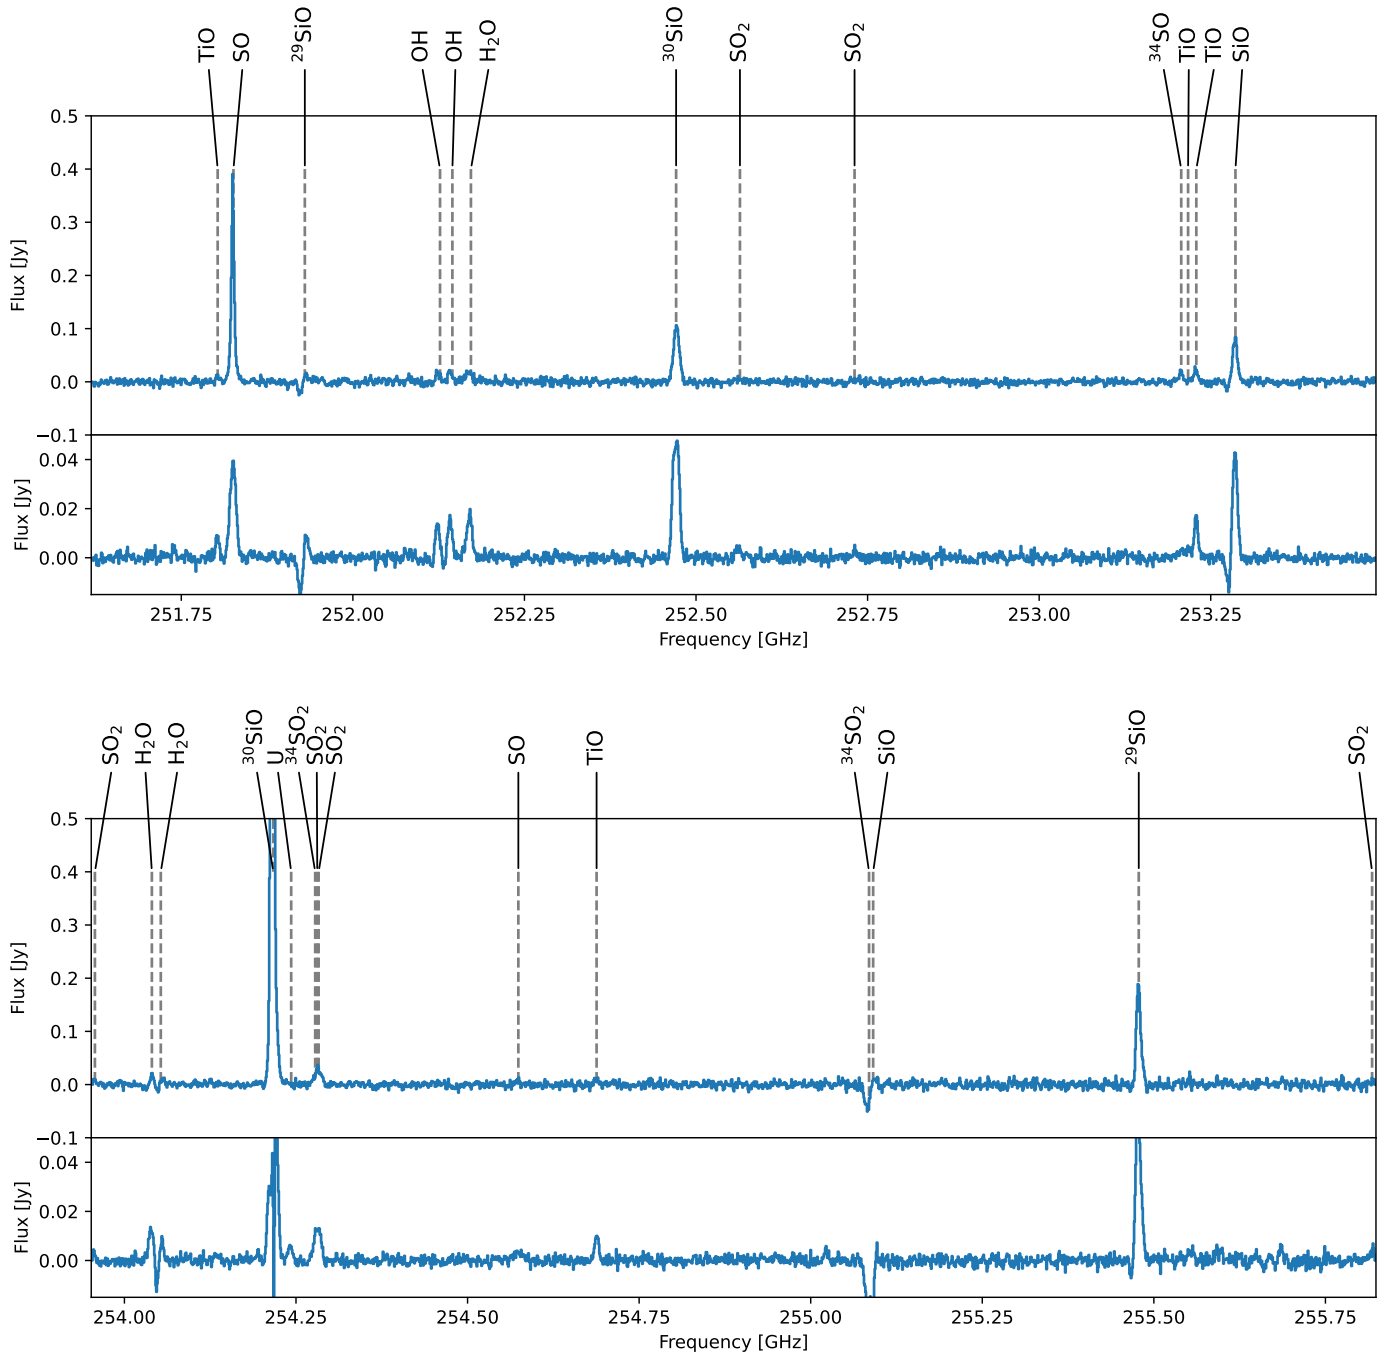 TiO SO ²⁹SiO OH OH H₂O ³⁰SiO SO₂ SO₂ ³⁴SO TiO TiO SiO
0.5
0.4
0.3
0.2
0.1
0.0
−0.1
Flux [Jy]
0.04
0.02
0.00
Flux [Jy]
251.75 252.00 252.25 252.50 252.75 253.00 253.25
Frequency [GHz]
SO₂ H₂O H₂O ³⁰SiO U ³⁴SO₂ SO₂ SO₂ SO TiO ³⁴SO₂ SiO ²⁹SiO SO₂
0.5
0.4
0.3
0.2
0.1
0.0
−0.1
Flux [Jy]
0.04
0.02
0.00
Flux [Jy]
254.00 254.25 254.50 254.75 255.00 255.25 255.50 255.75
Frequency [GHz]